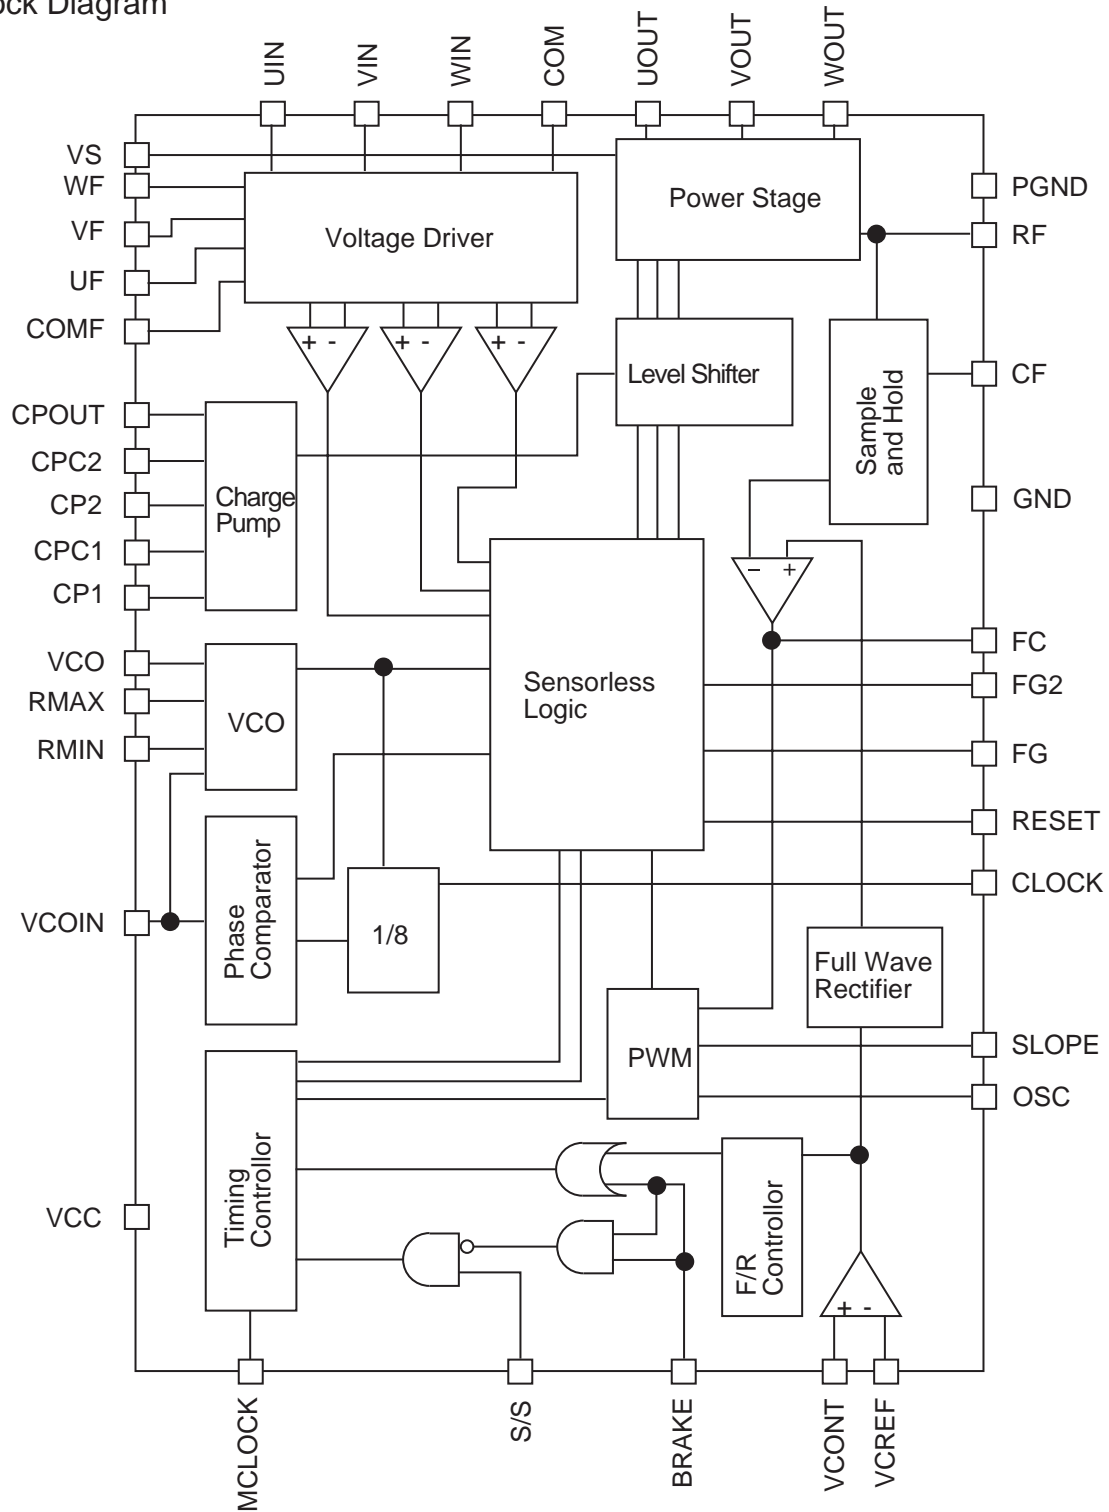 ock Diagram
UIN
VIN
WIN
COM
UOUT
VOUT
WOUT
VS
WF
VF
UF
COMF
Voltage Driver
Power Stage
PGND
RF
+ -
+ -
+ -
Level Shifter
Sample
and Hold
CF
CPOUT
CPC2
CP2
CPC1
CP1
Charge
Pump
GND
− +
VCO
RMAX
RMIN
VCO
Sensorless
Logic
FC
FG2
FG
RESET
CLOCK
VCOIN
Phase
Comparator
1/8
Full Wave
Rectifier
PWM
SLOPE
OSC
VCC
Timing
Controllor
F/R
Controllor
+ -
MCLOCK
S/S
BRAKE
VCONT
VCREF